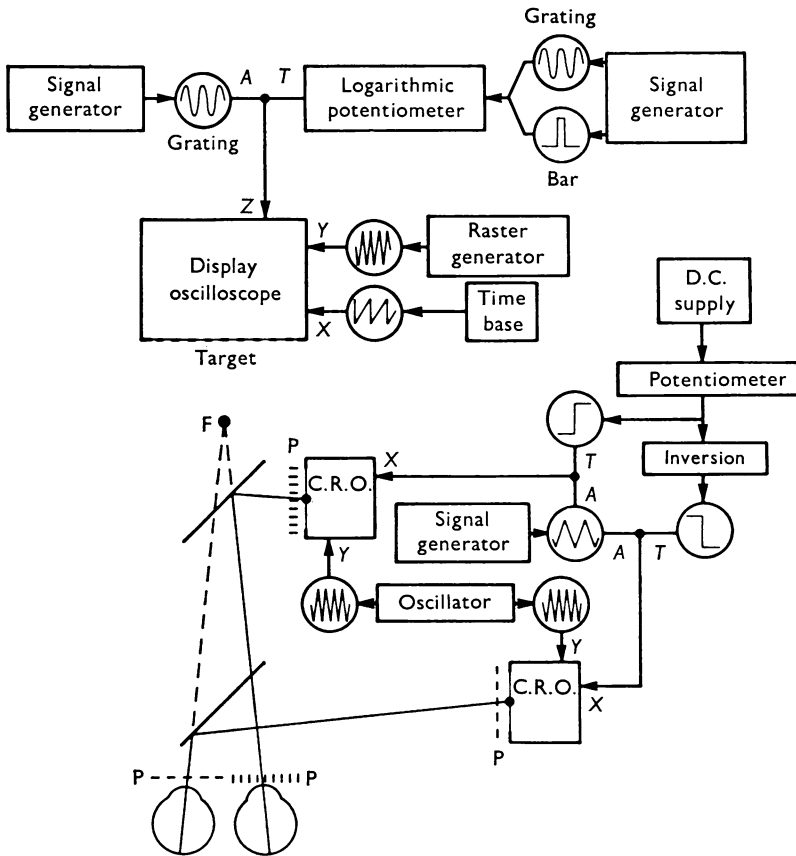 Grating
Signal
generator
A
T
Logarithmic
potentiometer
Signal
generator
Grating
Bar
Z
Y
Raster
generator
Display
oscilloscope
X
Time
base
D.C.
supply
Target
Potentiometer
F
P
C.R.O.
X
T
Inversion
A
Signal
generator
A
T
Y
Oscillator
Y
C.R.O.
X
P
P
P